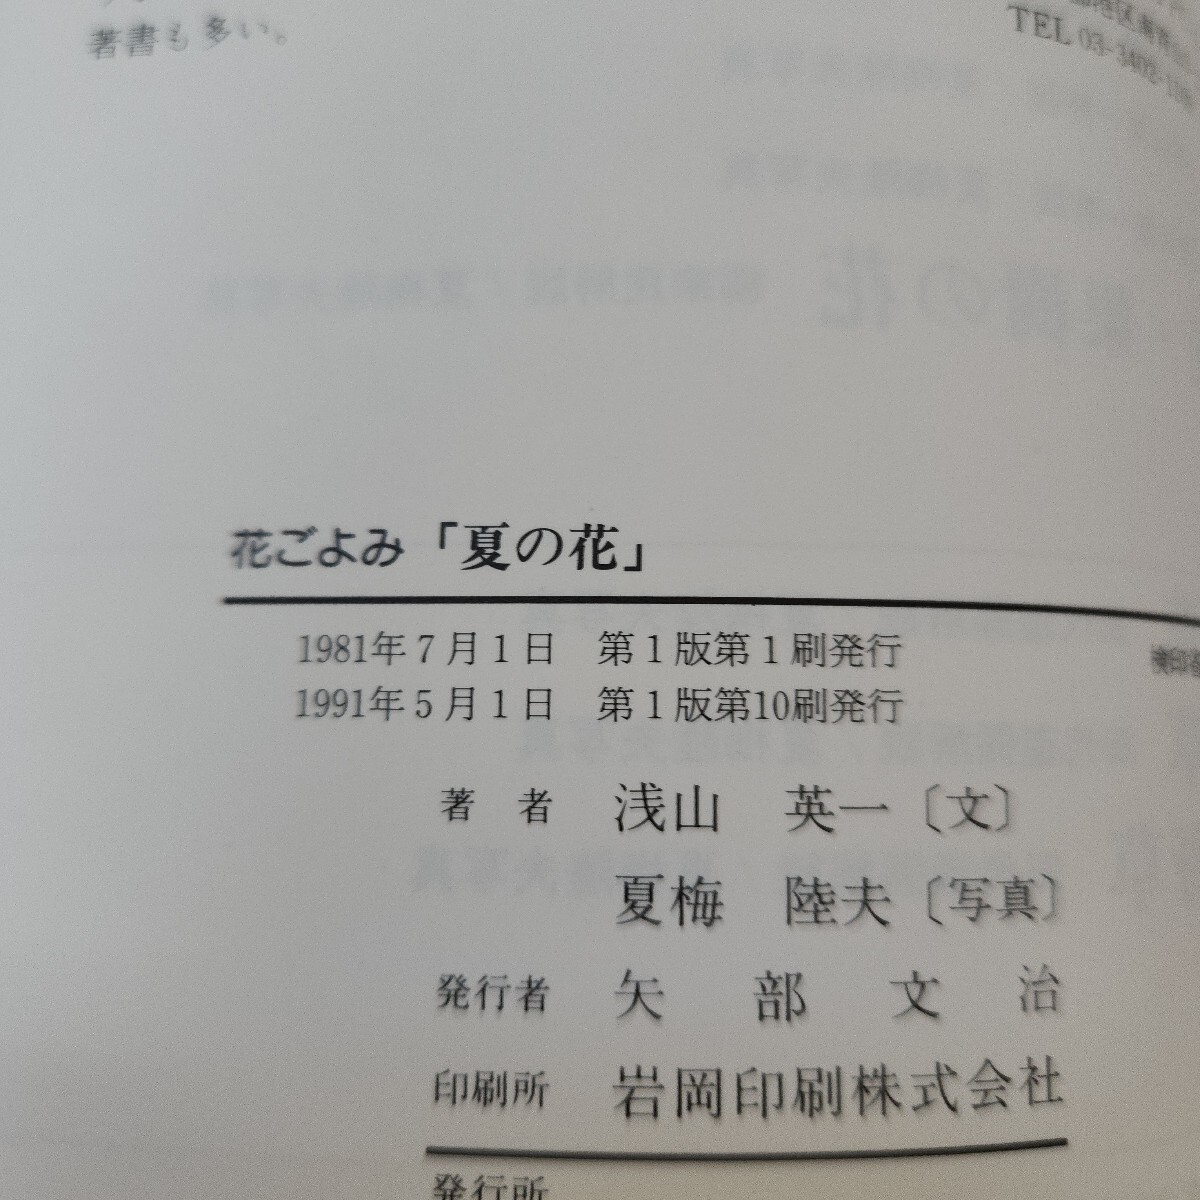 著書も多い。
TEL 03-3402-
花ごよみ「夏の花」
1981年7月1日 第1版第1刷発行
1991年5月1日 第1版第10刷発行
著者 浅山 英一〔文〕
夏梅 陸夫〔写真〕
発行者 矢部文治
印刷所 岩岡印刷株式会社
発行所